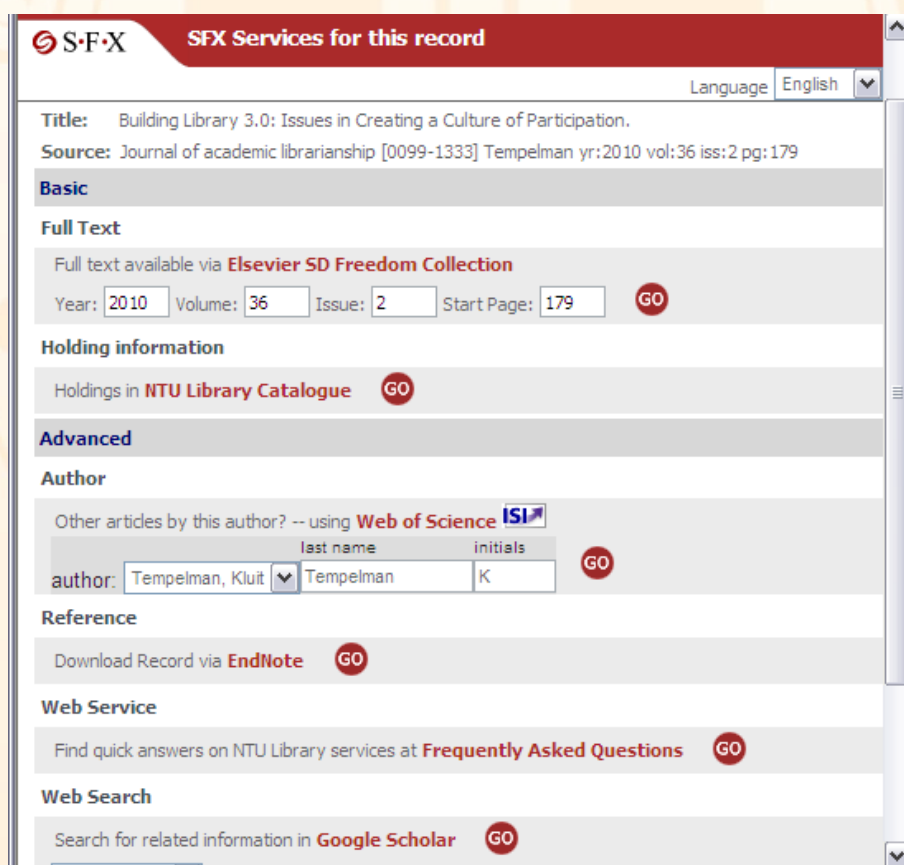 S·F·X SFX Services for this record
Language English
Title: Building Library 3.0: Issues in Creating a Culture of Participation.
Source: Journal of academic librarianship [0099-1333] Tempelman yr:2010 vol:36 iss:2 pg:179
Basic
Full Text
Full text available via Elsevier SD Freedom Collection
Year: 2010 Volume: 36 Issue: 2 Start Page: 179 GO
Holding information
Holdings in NTU Library Catalogue GO
Advanced
Author
Other articles by this author? -- using Web of Science ISI
last name initials
author: Tempelman, Kluit Tempelman K GO
Reference
Download Record via EndNote GO
Web Service
Find quick answers on NTU Library services at Frequently Asked Questions GO
Web Search
Search for related information in Google Scholar GO